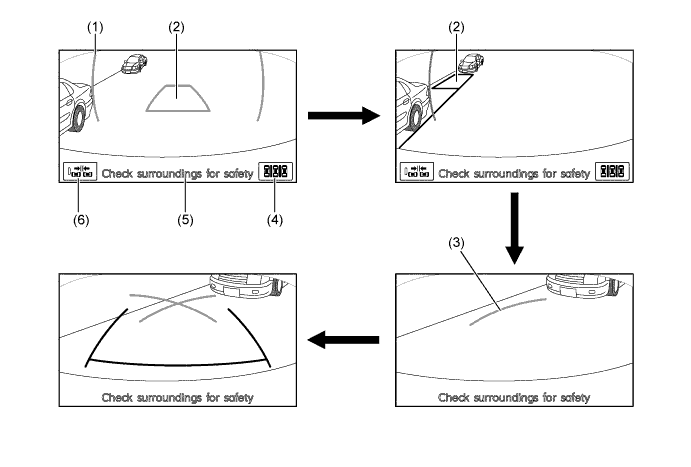 (1)
(2)
(2)
Check surroundings for safety
Check surroundings for safety
(6)
(5)
(4)
(3)
Check surroundings for safety
Check surroundings for safety